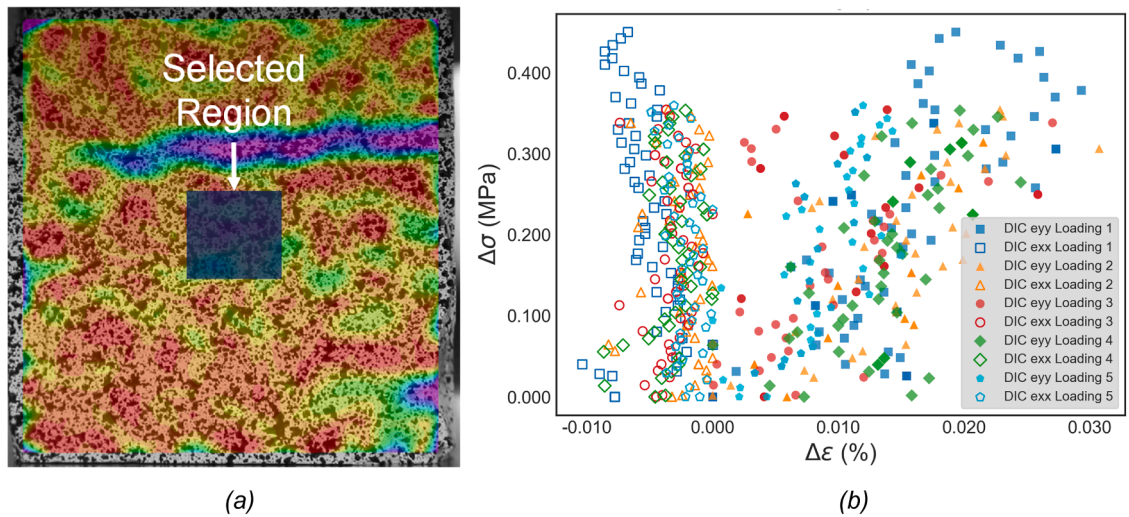 (a)
Selected
Region
(b)
Δσ (MPa)
0.400
0.300
0.200
0.100
0.000
-0.010
0.000
0.010
0.020
0.030
Δε (%)
DIC eyy Loading 1
DIC exx Loading 1
DIC eyy Loading 2
DIC exx Loading 2
DIC eyy Loading 3
DIC exx Loading 3
DIC eyy Loading 4
DIC exx Loading 4
DIC eyy Loading 5
DIC exx Loading 5
(a)
(b)